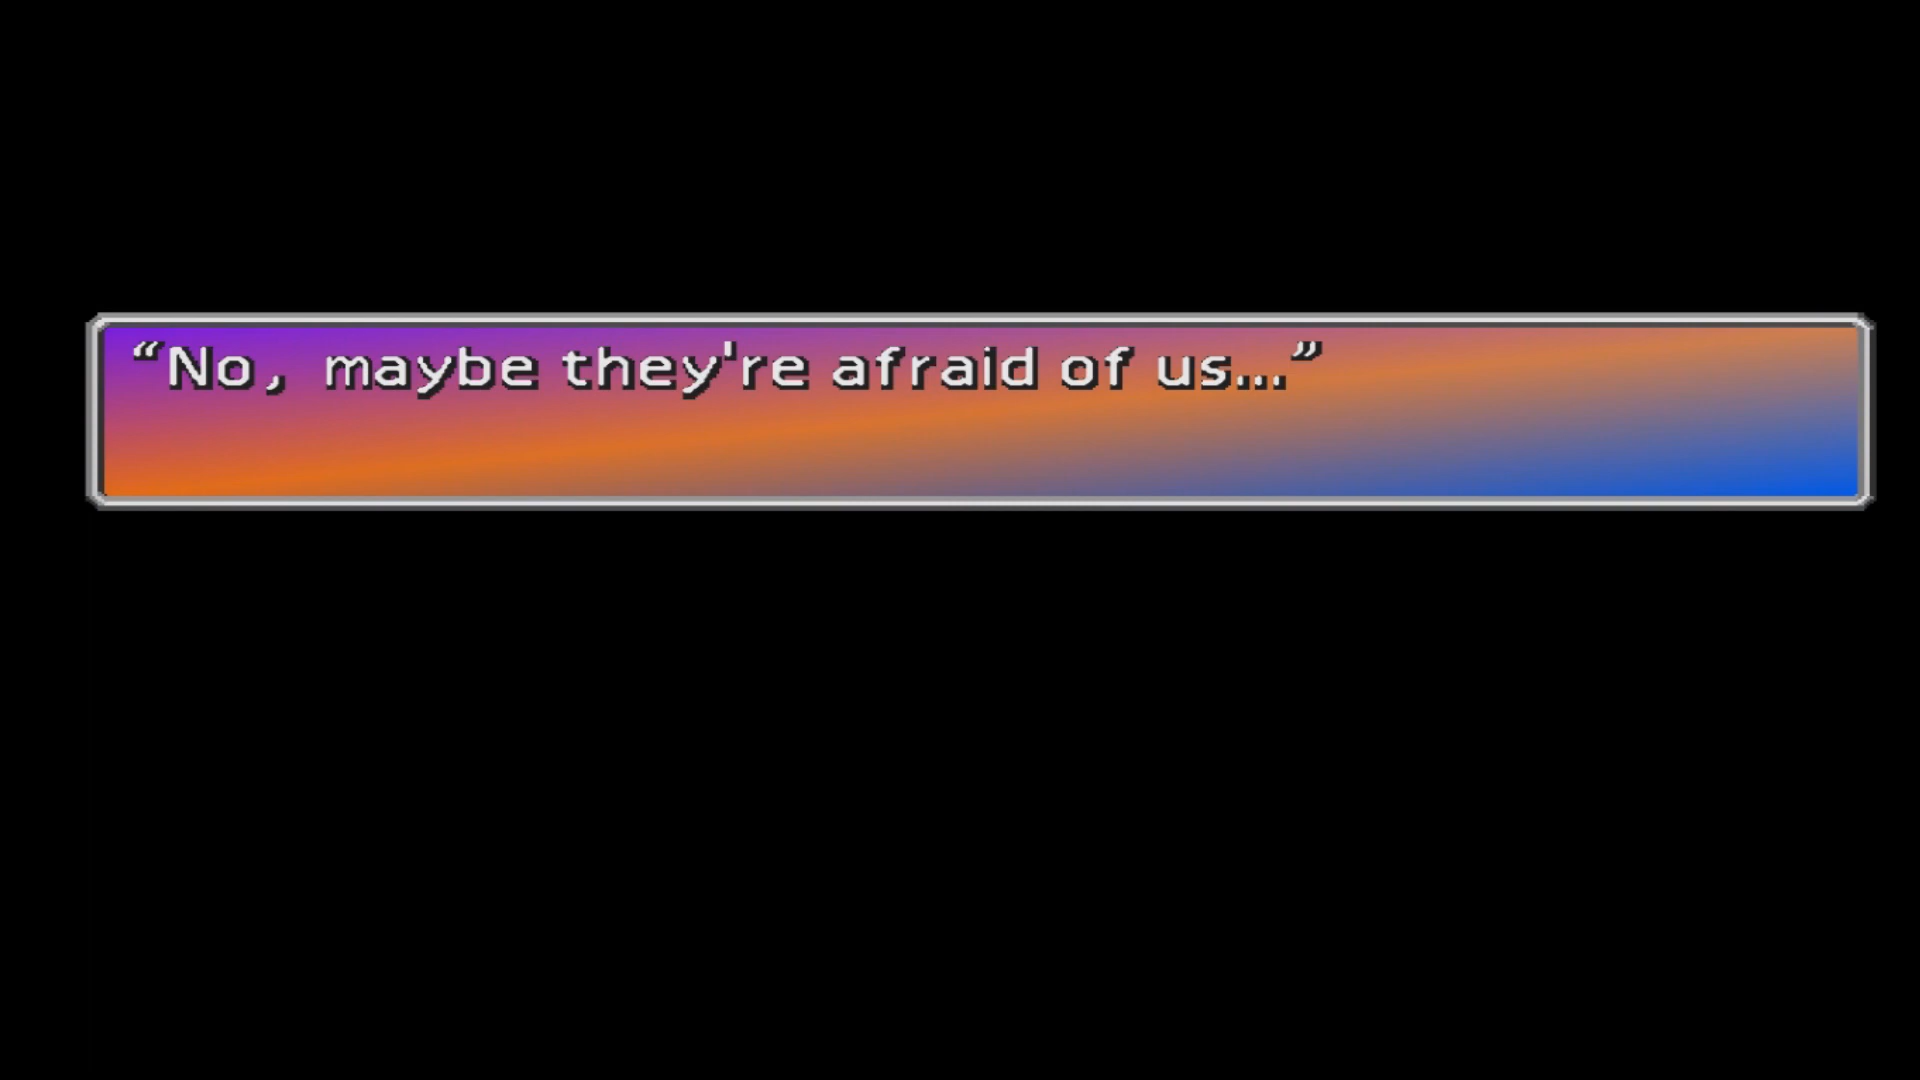 “No, maybe they're afraid of us...”